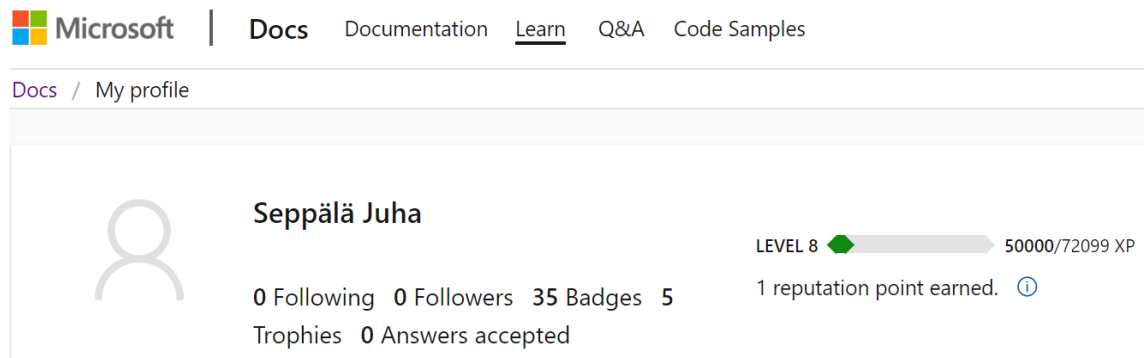 Microsoft | Docs Documentation Learn Q&A Code Samples
Docs / My profile
Seppälä Juha
LEVEL 8 50000/72099 XP
1 reputation point earned.
0 Following 0 Followers 35 Badges 5
Trophies 0 Answers accepted